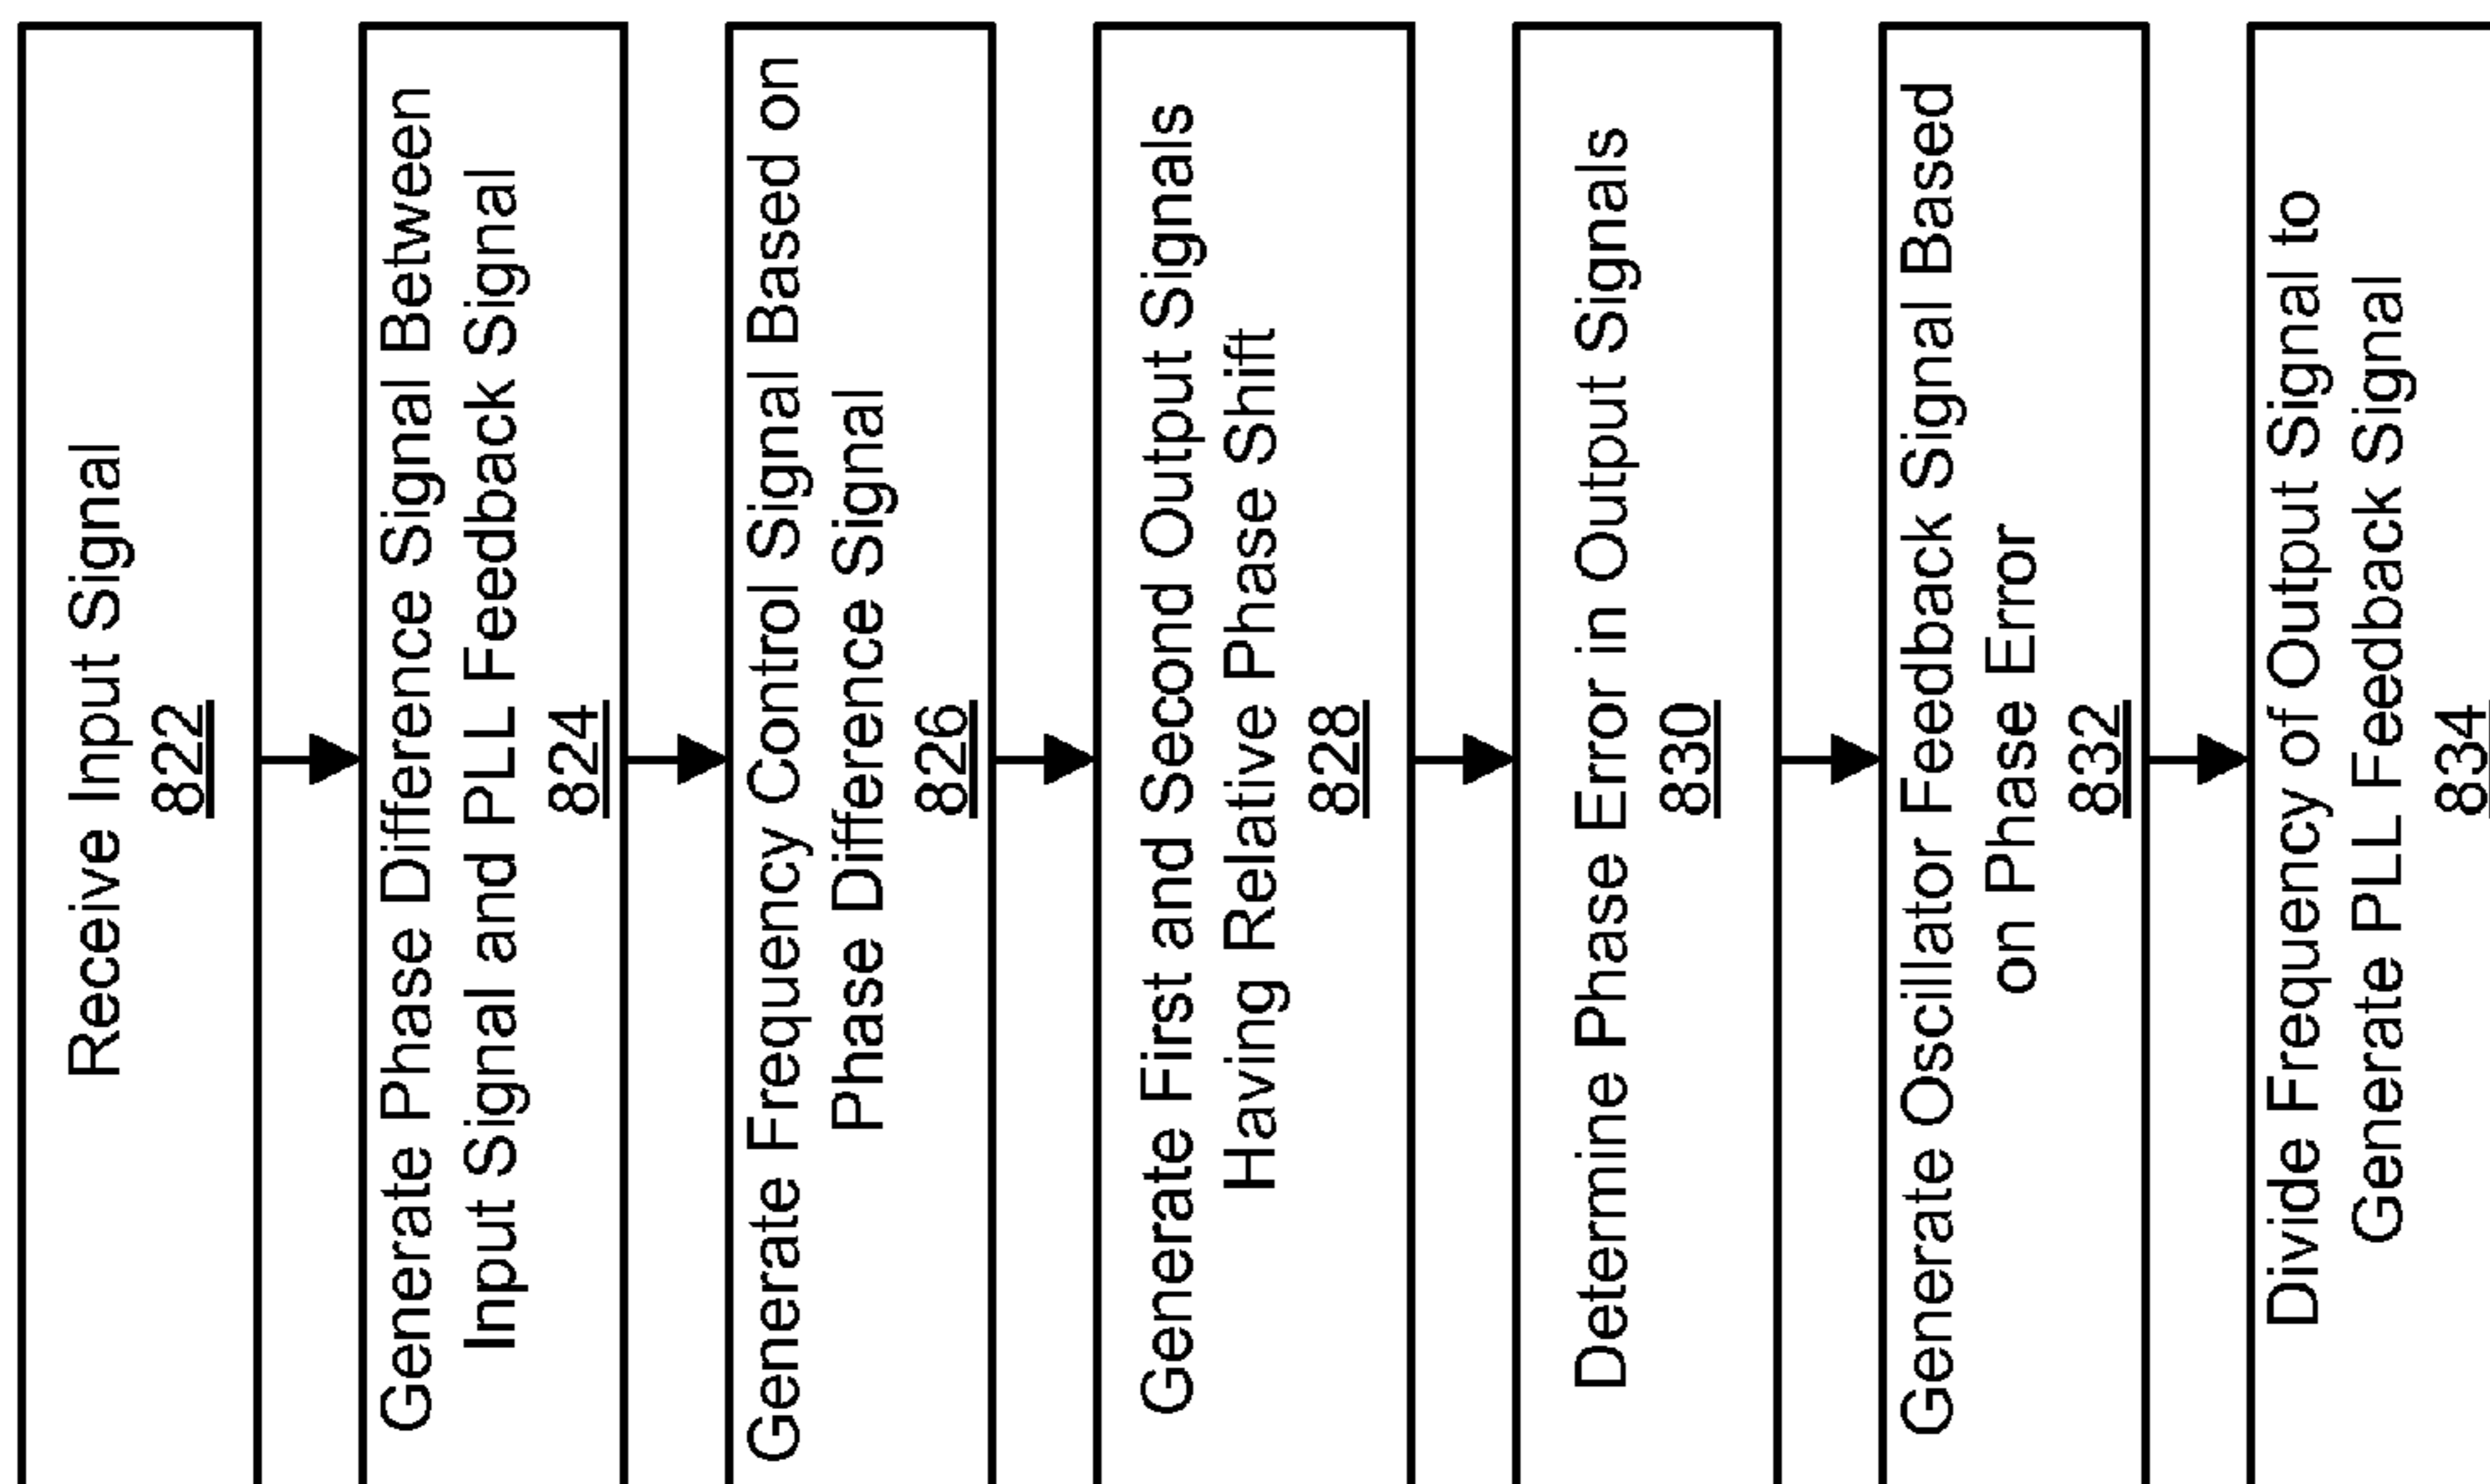 Receive Input Signal
822
Generate Phase Difference Signal Between
Input Signal and PLL Feedback Signal
824
Generate Frequency Control Signal Based on
Phase Difference Signal
826
Generate First and Second Output Signals
Having Relative Phase Shift
828
Determine Phase Error in Output Signals
830
Generate Oscillator Feedback Signal Based
on Phase Error
832
Divide Frequency of Output Signal to
Generate PLL Feedback Signal
834